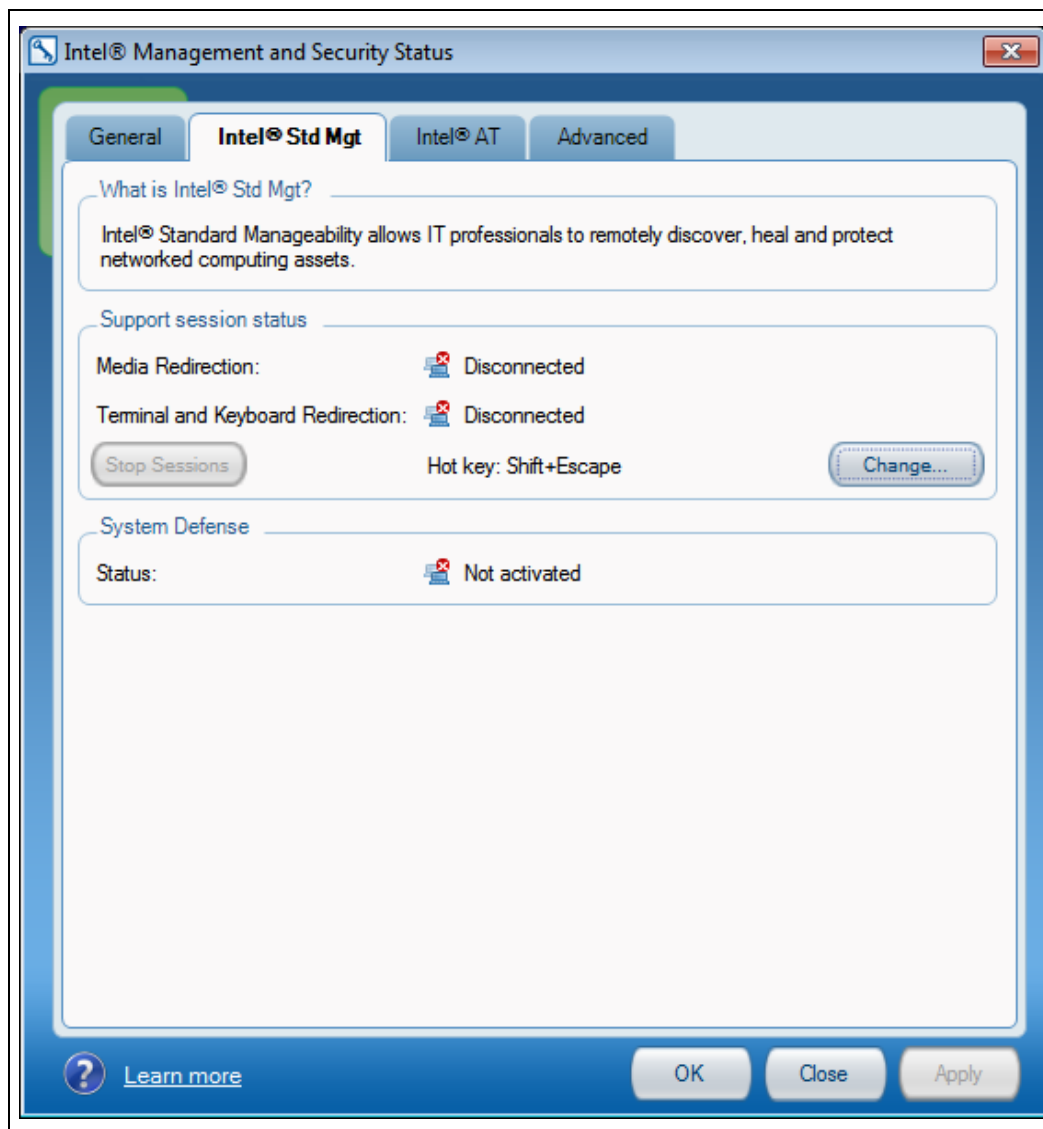 Intel® Management and Security Status
General
Intel® Std Mgt
Intel® AT
Advanced
What is Intel® Std Mgt?
Intel® Standard Manageability allows IT professionals to remotely discover, heal and protect
networked computing assets.
Support session status
Media Redirection: Disconnected
Terminal and Keyboard Redirection: Disconnected
Stop Sessions Hot key: Shift+Escape Change...
System Defense
Status: Not activated
? Learn more OK Close Apply